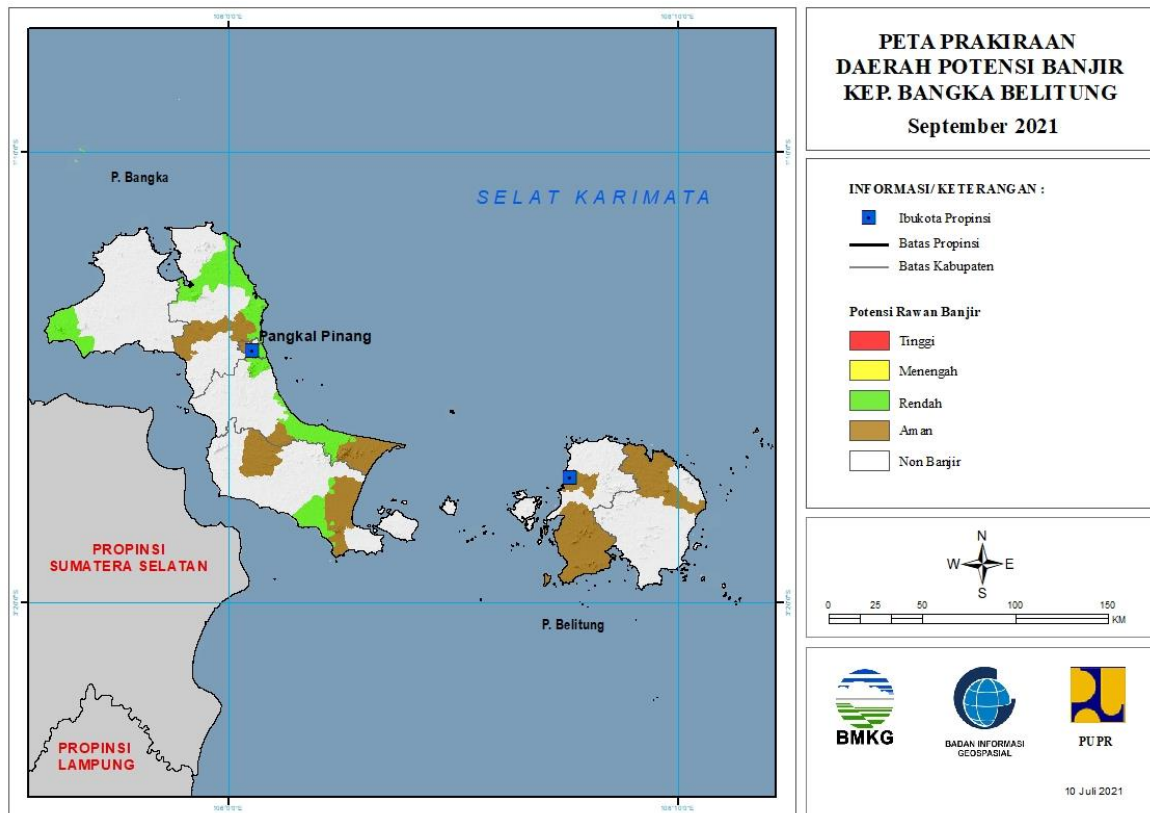 PETA PRAKIRAAN
DAERAH POTENSI BANJIR
KEP. BANGKA BELITUNG
September 2021
P. Bangka
SELAT KARIMATA
Pangkal Pinang
PROPINSI
SUMATERA SELATAN
P. Belitung
PROPINSI
LAMPUNG
INFORMASI/ KETERANGAN :
Ibukota Propinsi
Batas Propinsi
Batas Kabupaten
Potensi Rawan Banjir
Tinggi
Menengah
Rendah
Aman
Non Banjir
N
W E
S
0 25 50 100 150
KM
BMKG
BADAN INFORMASI
GEOSPASIAL
PUPR
10 Juli 2021